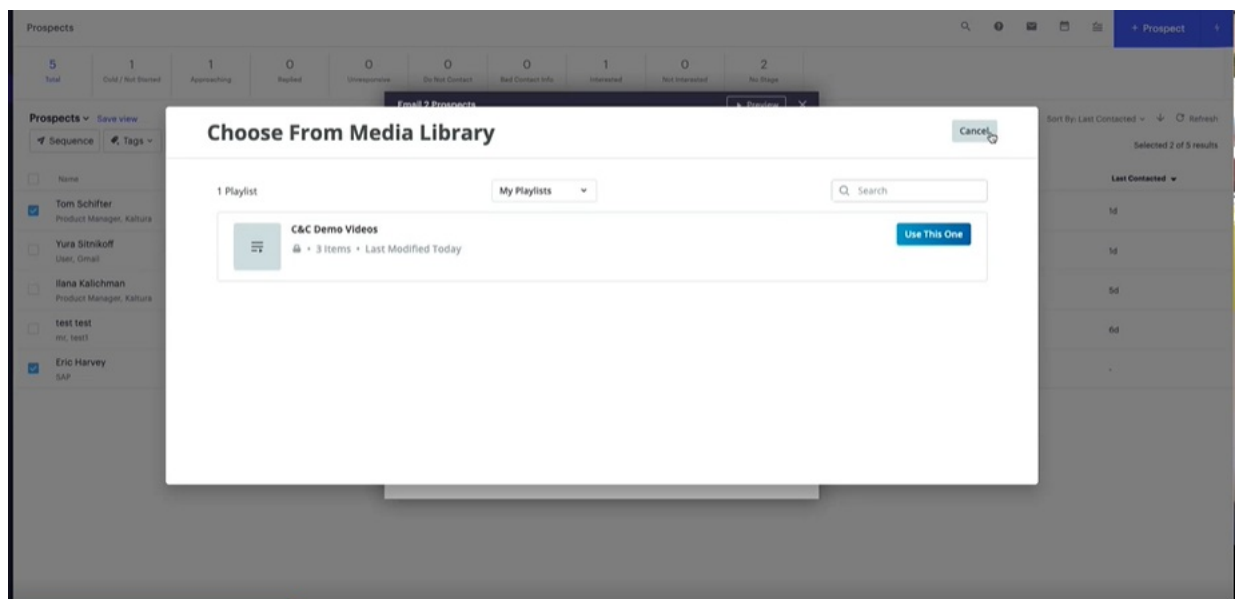 Prospects
+ Prospect
5 1 1 0 0 0 0 1 0 2
Total Cold / Not Started Approaching Replied Unresponsive Do Not Contact Bad Contact Info Interested Not Interested No Stage
Email 2 Prospects Preview
Prospects Save view
Sort By: Last Contacted Refresh
Sequence Tags
Selected 2 of 5 results
Choose From Media Library
Cancel
Name
Last Contacted
1 Playlist
My Playlists
Search
Tom Schifter
Product Manager, Kaltura
1d
C&C Demo Videos
3 Items • Last Modified Today
Use This One
Yura Sitnikoff
User, Gmail
1d
Ilana Kalichman
Product Manager, Kaltura
5d
test test
mr, test1
6d
Eric Harvey
SAP
-